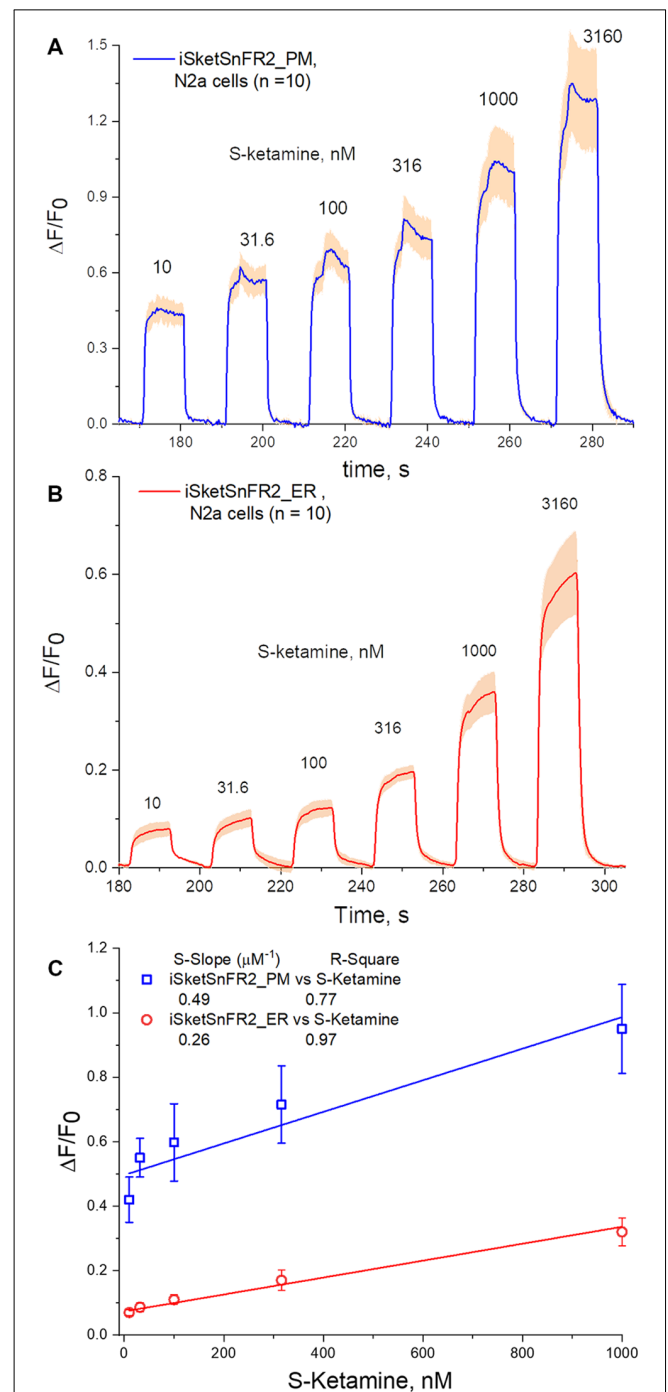 A
1.5
3160
iSketSnFR2_PM,
N2a cells (n =10)
1.2
1000
S-ketamine, nM
0.9
316
100
31.6
0.6
10
0.3
0.0
ΔF/F0
180 200 220 240 260 280
time, s
B
0.8
iSketSnFR2_ER ,
N2a cells (n = 10)
3160
0.6
S-ketamine, nM
1000
0.4
316
0.2
100
31.6
10
0.0
ΔF/F0
180 200 220 240 260 280 300
Time, s
C
1.2
S-Slope (μM-1) R-Square
iSketSnFR2_PM vs S-Ketamine
0.49 0.77
1.0
iSketSnFR2_ER vs S-Ketamine
0.26 0.97
0.8
0.6
0.4
0.2
0.0
ΔF/F0
0 200 400 600 800 1000
S-Ketamine, nM